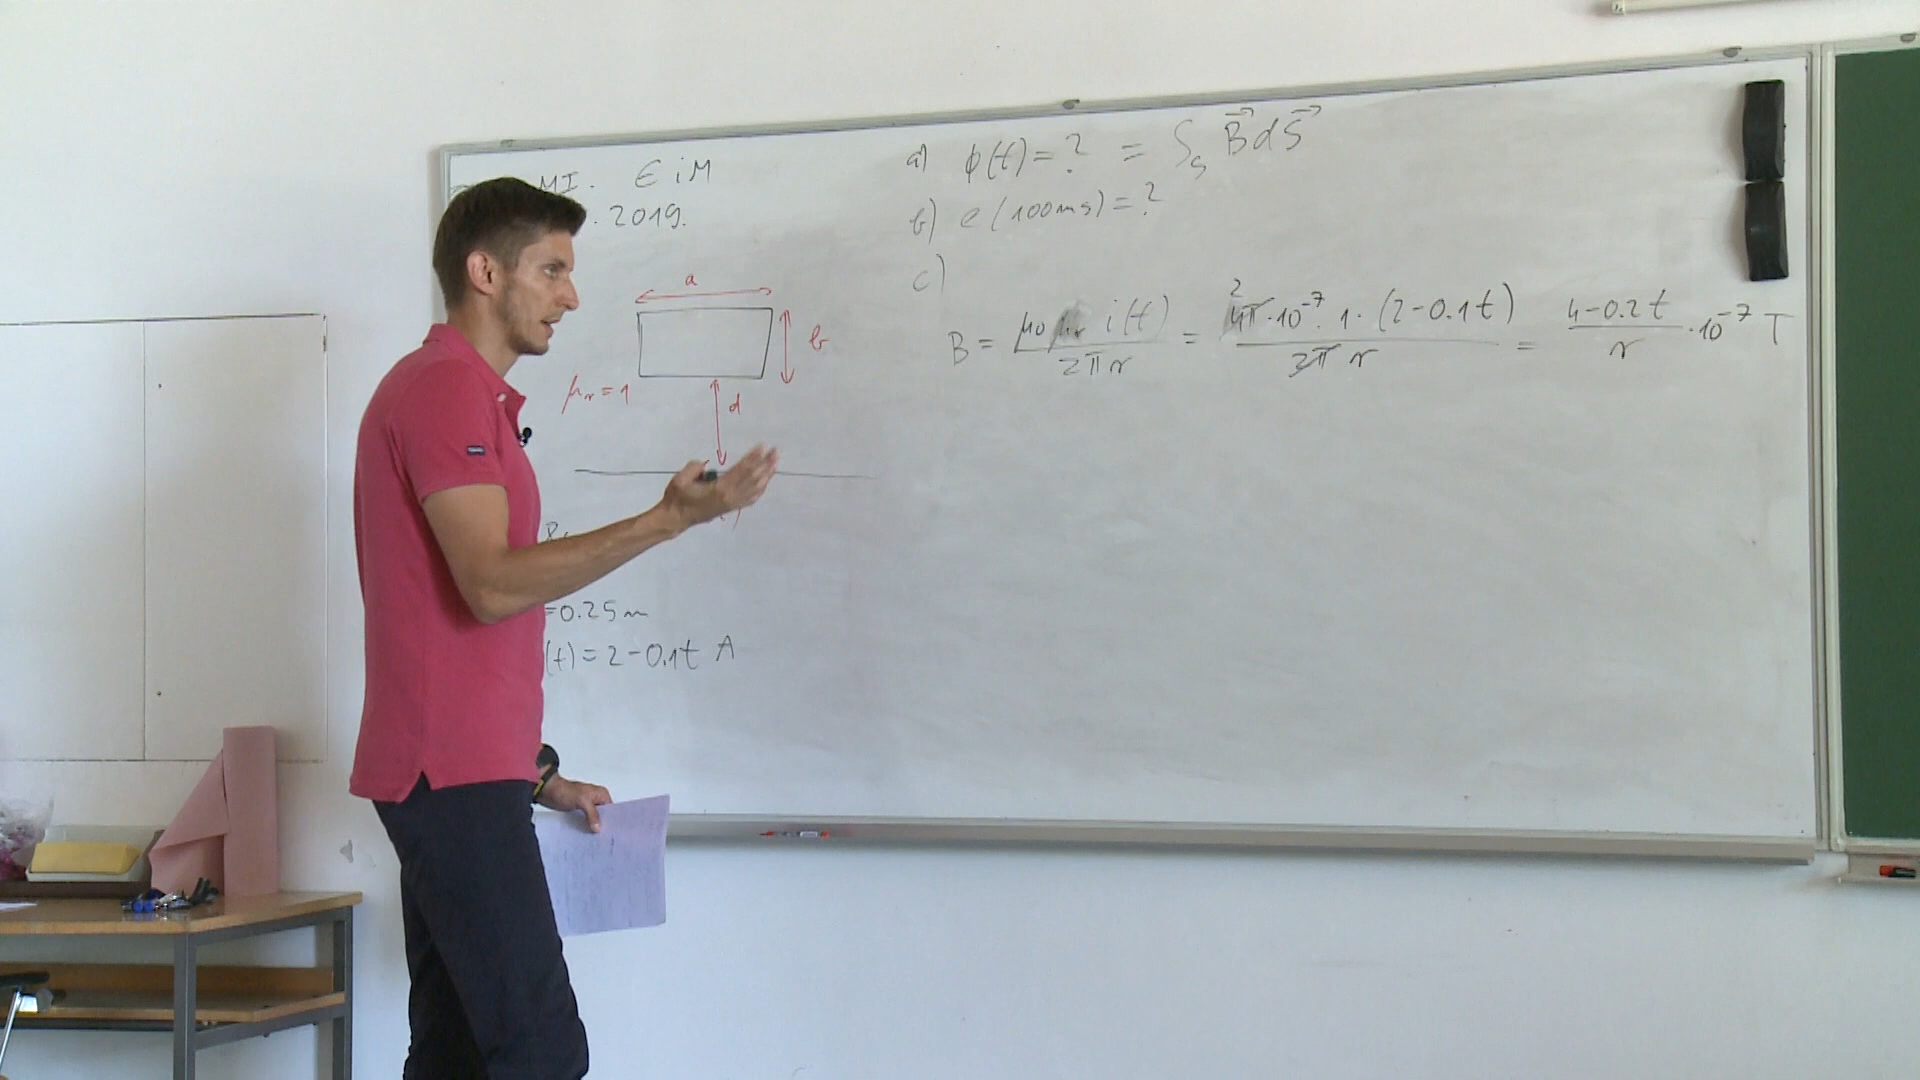 MI. E i M
. 2019.
a
b
μr = 1
d
=0.25 m
(t) = 2 - 0.1t A
a) ϕ(t) = ? = ∫s B⃗ dS⃗
b) e (100ms) = ?
c)
B = μ0 μr i(t) / 2πr = 4π·10⁻⁷ · 1 · (2 - 0.1t) / 2π r = 4 - 0.2t / r · 10⁻⁷ T
2